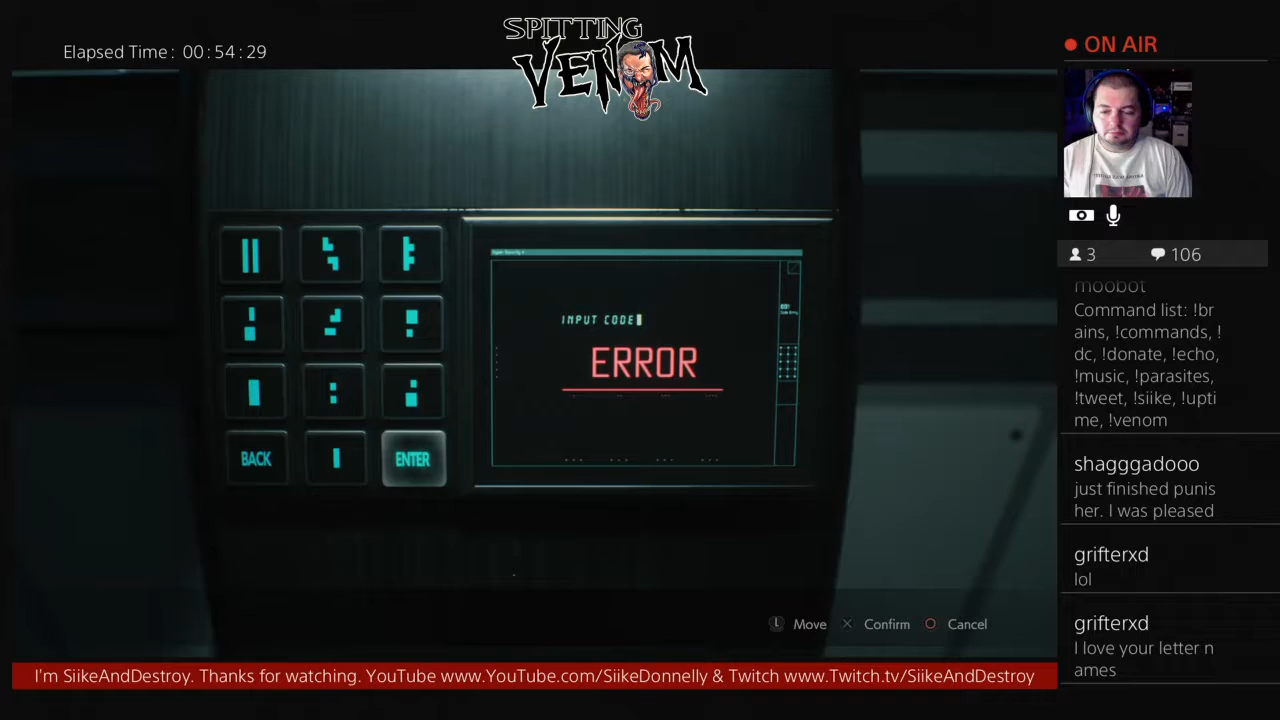 Elapsed Time: 00:54:29
SPITTING
VENOM
ON AIR
3 106
INPUT CODE
ERROR
BACK
ENTER
Move Confirm Cancel
moobot
Command list: !br
ains, !commands, !
dc, !donate, !echo,
!music, !parasites,
!tweet, !siike, !upti
me, !venom
shagggadooo
just finished punis
her. I was pleased
grifterxd
lol
grifterxd
I love your letter n
ames
I'm SiikeAndDestroy. Thanks for watching. YouTube www.YouTube.com/SiikeDonnelly & Twitch www.Twitch.tv/SiikeAndDestroy